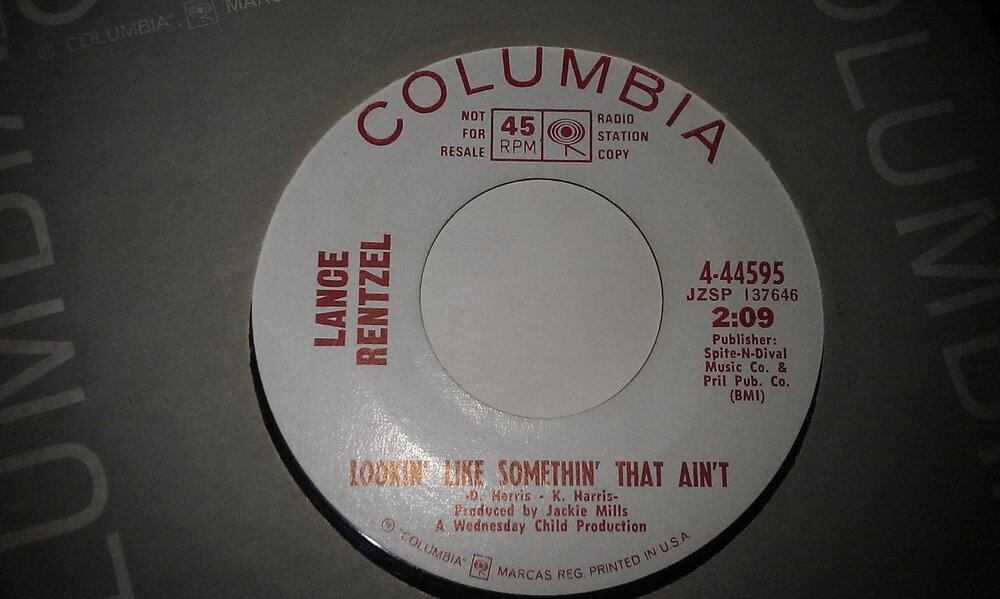 "COLUMBIA", MA
COLUMBIA
NOT
FOR
RESALE
45
RPM
RADIO
STATION
COPY
LANCE
RENTZEL
4-44595
JZSP 137646
2:09
Publisher:
Spite-N-Dival
Music Co. &
Pril Pub. Co.
(BMI)
LOOKIN' LIKE SOMETHIN' THAT AIN'T
-D. Harris - K. Harris-
Produced by Jackie Mills
A Wednesday Child Production
℗ "COLUMBIA" MARCAS REG. PRINTED IN U.S.A.